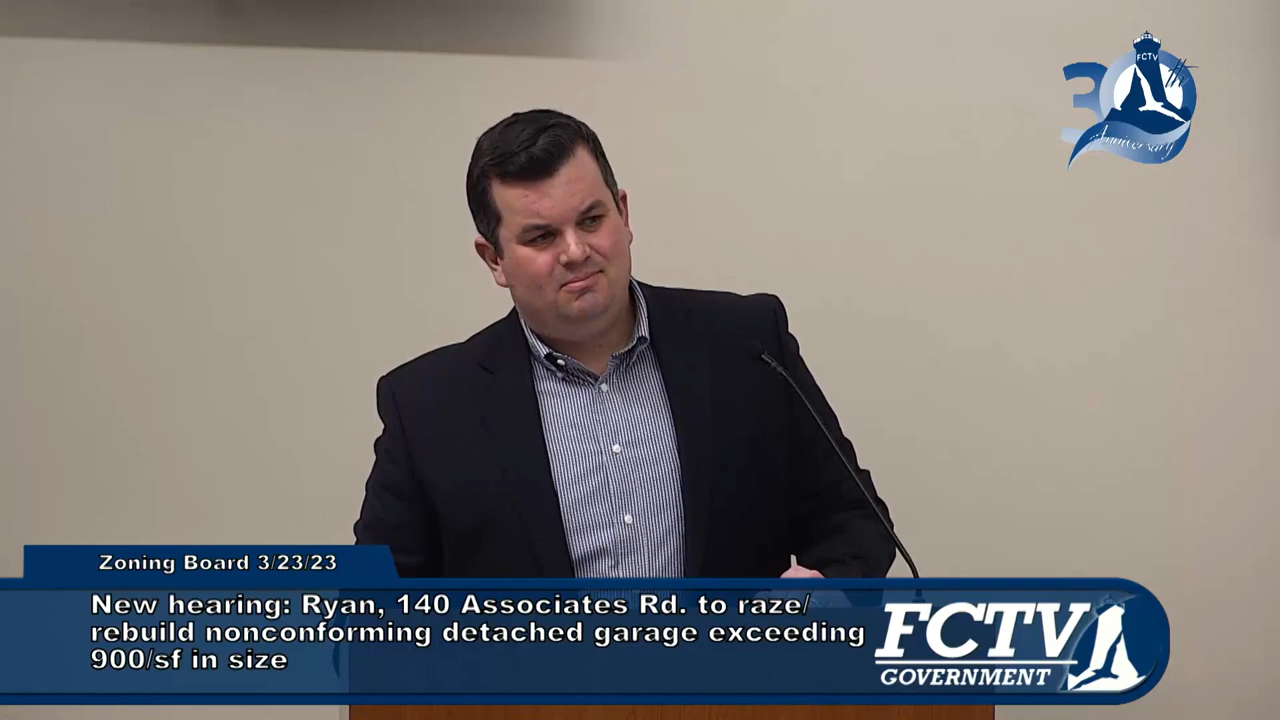 30th
FCTV
Anniversary
Zoning Board 3/23/23
New hearing: Ryan, 140 Associates Rd. to raze/
rebuild nonconforming detached garage exceeding
900/sf in size
FCTV
GOVERNMENT